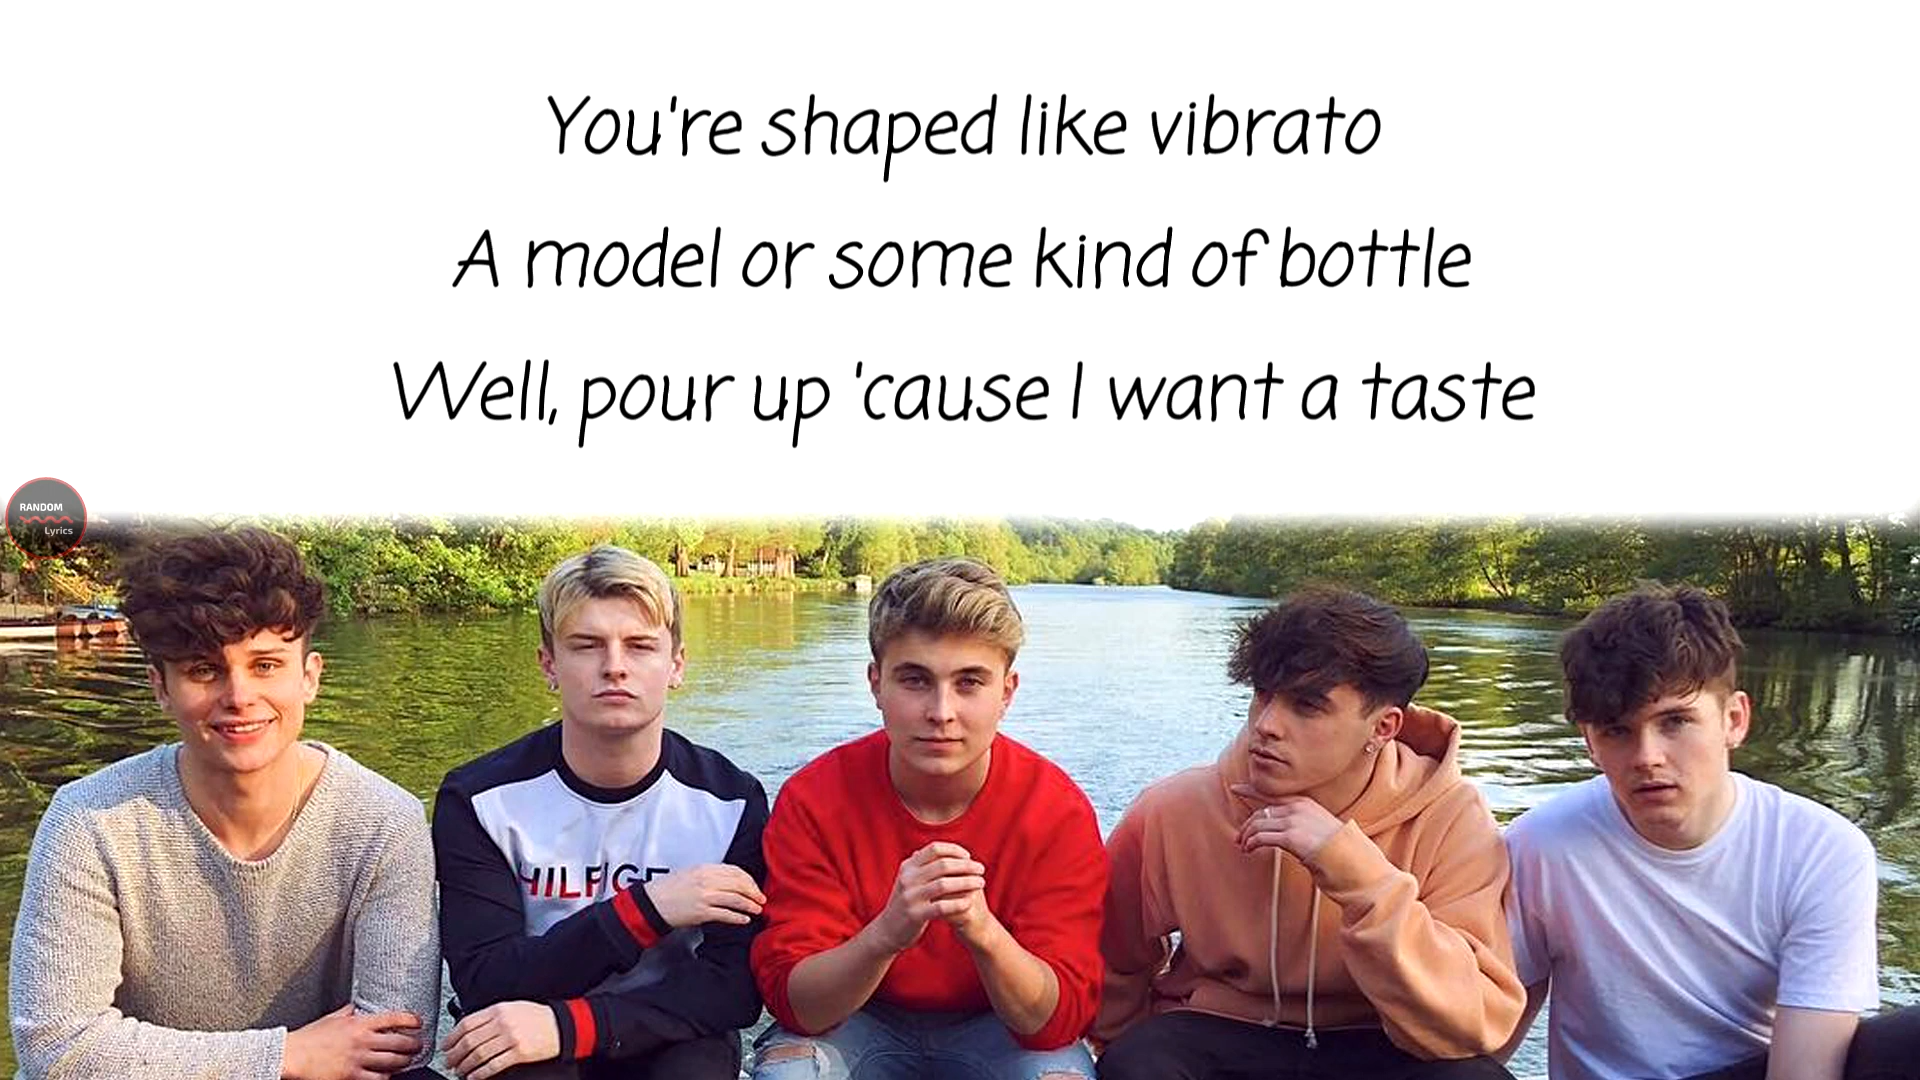 You're shaped like vibrato
A model or some kind of bottle
Well, pour up 'cause I want a taste
RANDOM
Lyrics
HILFIGE